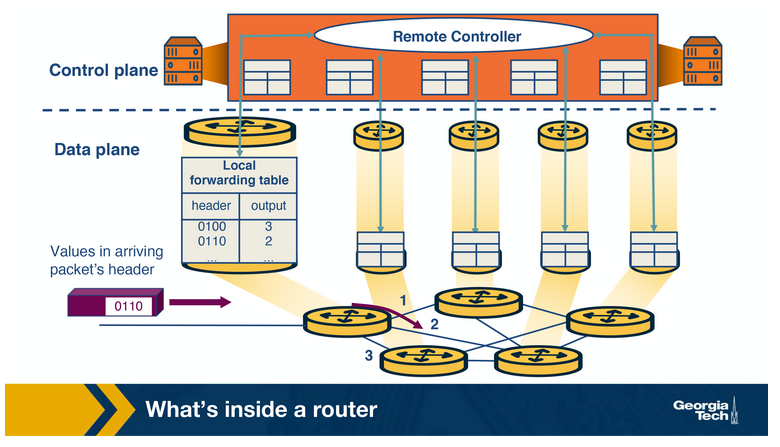 Remote Controller
Control plane
Data plane
Local
forwarding table
header output
0100 3
0110 2
... ...
Values in arriving
packet's header
0110
1
2
3
What's inside a router
Georgia
Tech